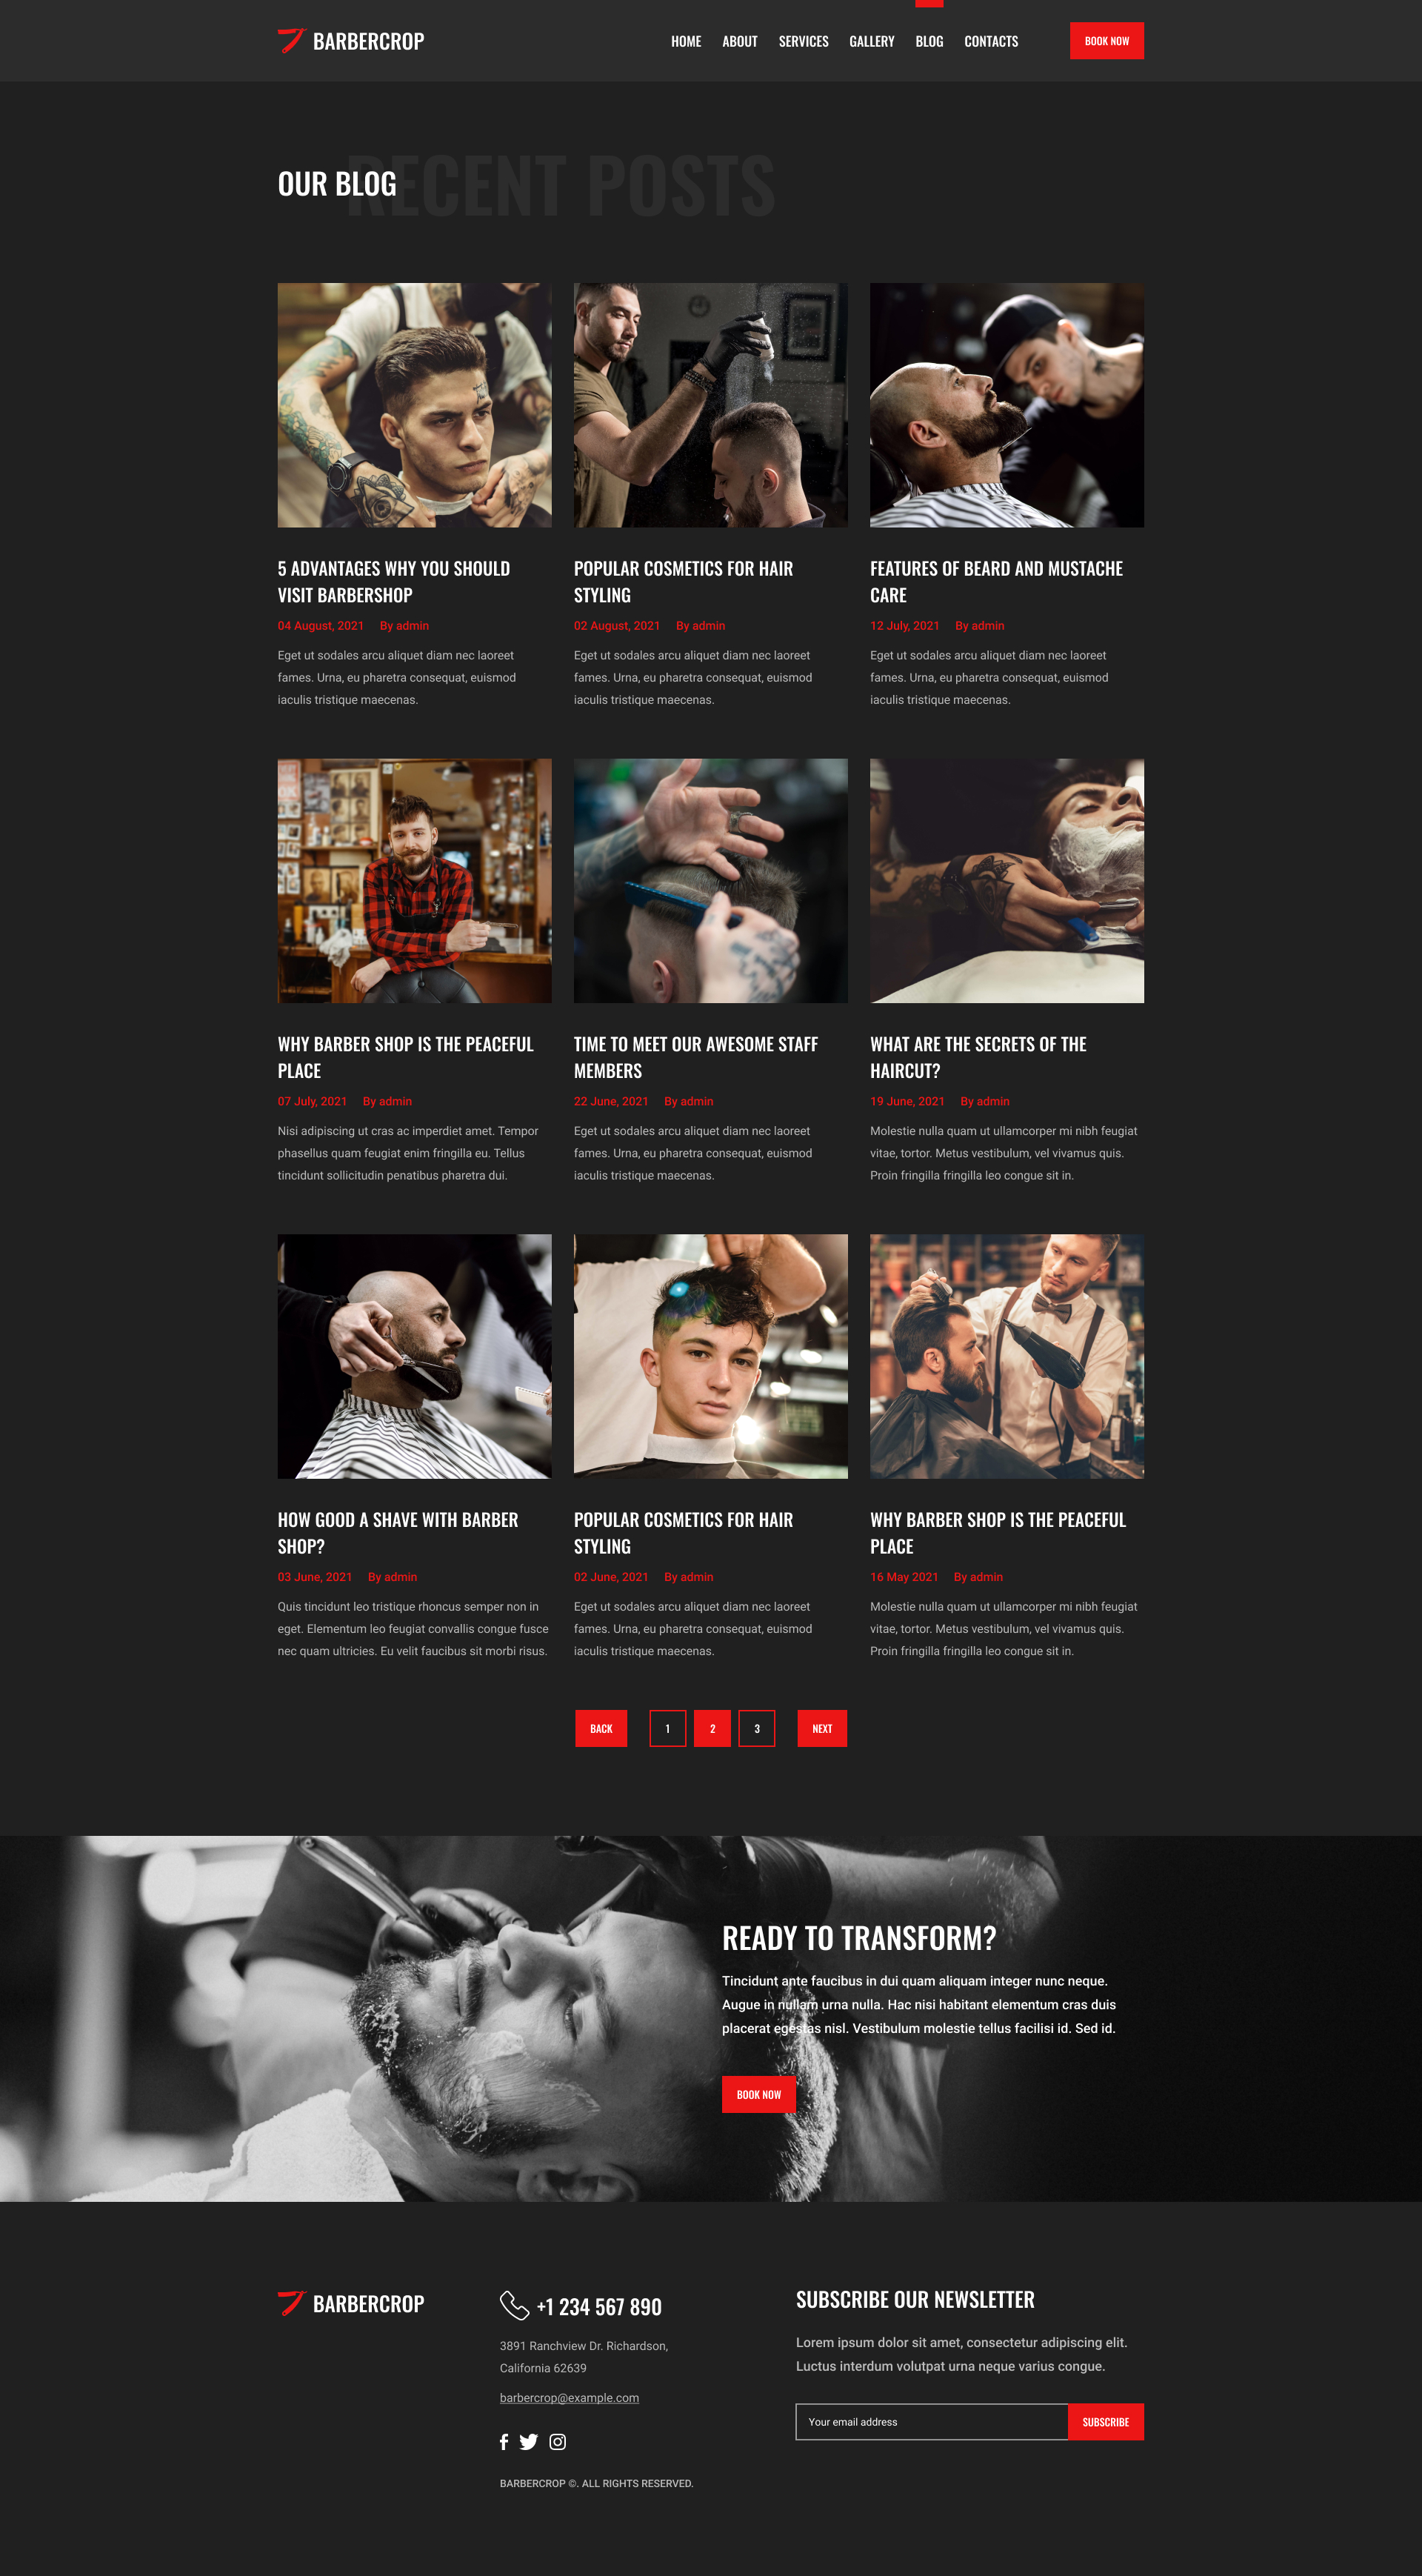 BARBERCROP
HOME ABOUT SERVICES GALLERY BLOG CONTACTS
BOOK NOW
RECENT POSTS
OUR BLOG
5 ADVANTAGES WHY YOU SHOULD
VISIT BARBERSHOP
04 August, 2021 By admin
Eget ut sodales arcu aliquet diam nec laoreet
fames. Urna, eu pharetra consequat, euismod
iaculis tristique maecenas.
POPULAR COSMETICS FOR HAIR
STYLING
02 August, 2021 By admin
Eget ut sodales arcu aliquet diam nec laoreet
fames. Urna, eu pharetra consequat, euismod
iaculis tristique maecenas.
FEATURES OF BEARD AND MUSTACHE
CARE
12 July, 2021 By admin
Eget ut sodales arcu aliquet diam nec laoreet
fames. Urna, eu pharetra consequat, euismod
iaculis tristique maecenas.
WHY BARBER SHOP IS THE PEACEFUL
PLACE
07 July, 2021 By admin
Nisi adipiscing ut cras ac imperdiet amet. Tempor
phasellus quam feugiat enim fringilla eu. Tellus
tincidunt sollicitudin penatibus pharetra dui.
TIME TO MEET OUR AWESOME STAFF
MEMBERS
22 June, 2021 By admin
Eget ut sodales arcu aliquet diam nec laoreet
fames. Urna, eu pharetra consequat, euismod
iaculis tristique maecenas.
WHAT ARE THE SECRETS OF THE
HAIRCUT?
19 June, 2021 By admin
Molestie nulla quam ut ullamcorper mi nibh feugiat
vitae, tortor. Metus vestibulum, vel vivamus quis.
Proin fringilla fringilla leo congue sit in.
HOW GOOD A SHAVE WITH BARBER
SHOP?
03 June, 2021 By admin
Quis tincidunt leo tristique rhoncus semper non in
eget. Elementum leo feugiat convallis congue fusce
nec quam ultricies. Eu velit faucibus sit morbi risus.
POPULAR COSMETICS FOR HAIR
STYLING
02 June, 2021 By admin
Eget ut sodales arcu aliquet diam nec laoreet
fames. Urna, eu pharetra consequat, euismod
iaculis tristique maecenas.
WHY BARBER SHOP IS THE PEACEFUL
PLACE
16 May 2021 By admin
Molestie nulla quam ut ullamcorper mi nibh feugiat
vitae, tortor. Metus vestibulum, vel vivamus quis.
Proin fringilla fringilla leo congue sit in.
BACK 1 2 3 NEXT
READY TO TRANSFORM?
Tincidunt ante faucibus in dui quam aliquam integer nunc neque.
Augue in nullam urna nulla. Hac nisi habitant elementum cras duis
placerat egestas nisl. Vestibulum molestie tellus facilisi id. Sed id.
BOOK NOW
BARBERCROP
+1 234 567 890
3891 Ranchview Dr. Richardson,
California 62639
barbercrop@example.com
BARBERCROP ©. ALL RIGHTS RESERVED.
SUBSCRIBE OUR NEWSLETTER
Lorem ipsum dolor sit amet, consectetur adipiscing elit.
Luctus interdum volutpat urna neque varius congue.
Your email address
SUBSCRIBE